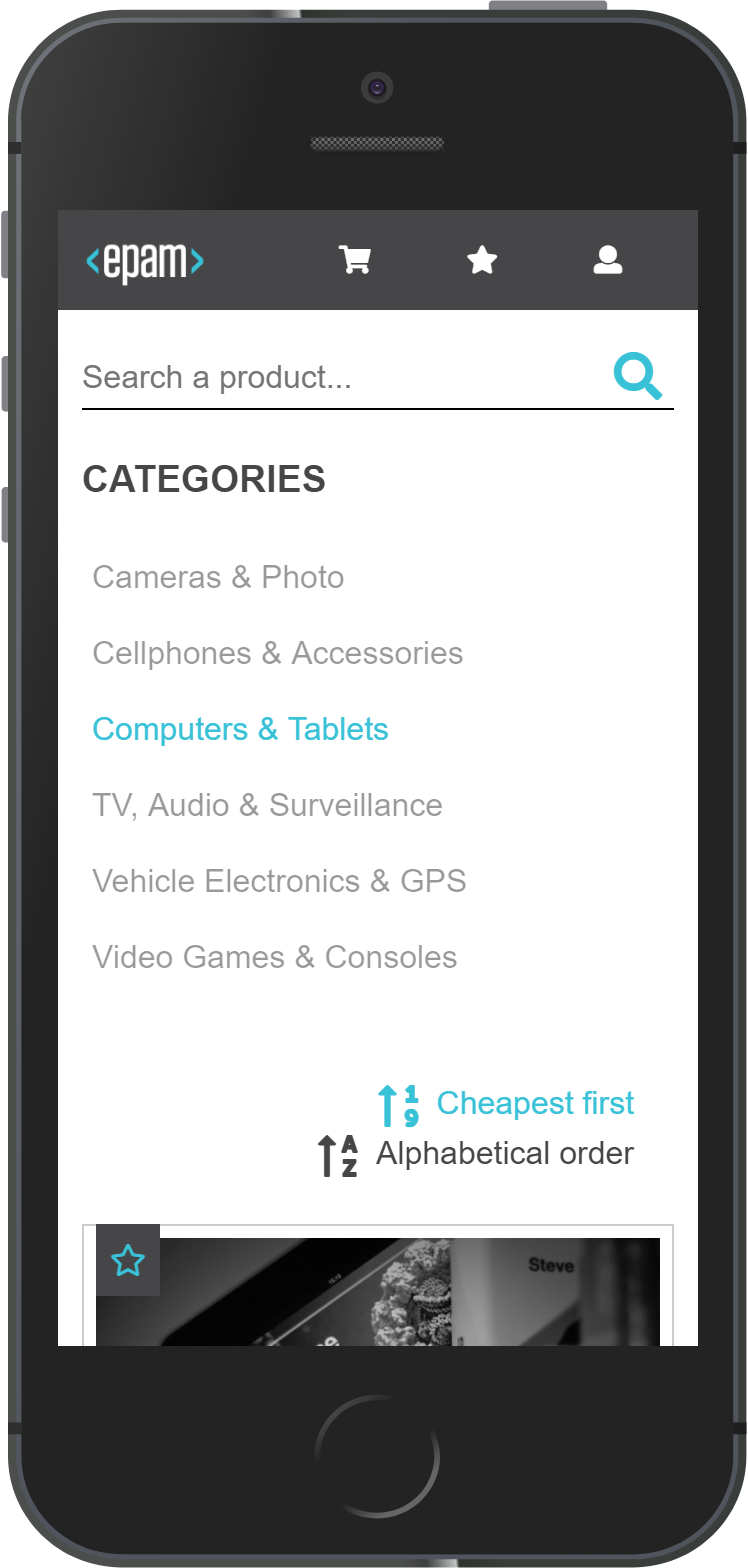 <epam>
Search a product...
CATEGORIES
Cameras & Photo
Cellphones & Accessories
Computers & Tablets
TV, Audio & Surveillance
Vehicle Electronics & GPS
Video Games & Consoles
1
9
Cheapest first
A
Z
Alphabetical order
Steve